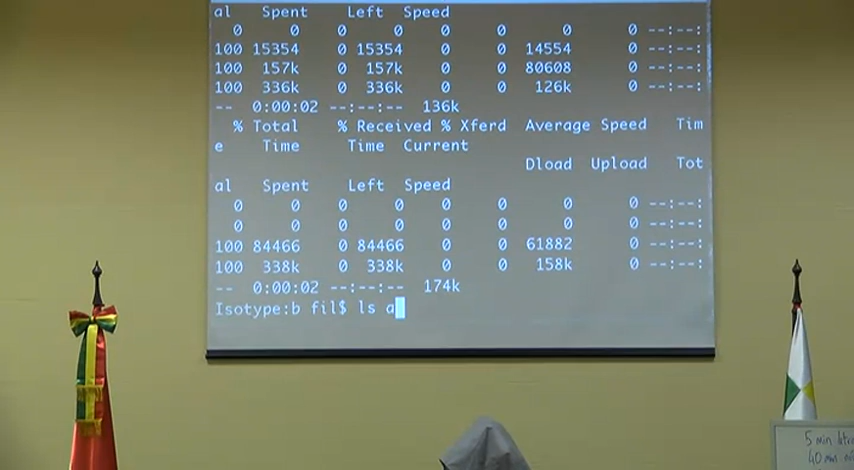 al Spent Left Speed
0 0 0 0 0 0 0 0 --:--:
100 15354 0 15354 0 0 14554 0 --:--:
100 157k 0 157k 0 0 80608 0 --:--:
100 336k 0 336k 0 0 126k 0 --:--:
-- 0:00:02 --:--:-- 136k
% Total % Received % Xferd Average Speed Tim
e Time Time Current
Dload Upload Tot
al Spent Left Speed
0 0 0 0 0 0 0 0 --:--:
0 0 0 0 0 0 0 0 --:--:
100 84466 0 84466 0 0 61882 0 --:--:
100 338k 0 338k 0 0 158k 0 --:--:
-- 0:00:02 --:--:-- 174k
Isotype:b fil$ ls a
5 min
40 min